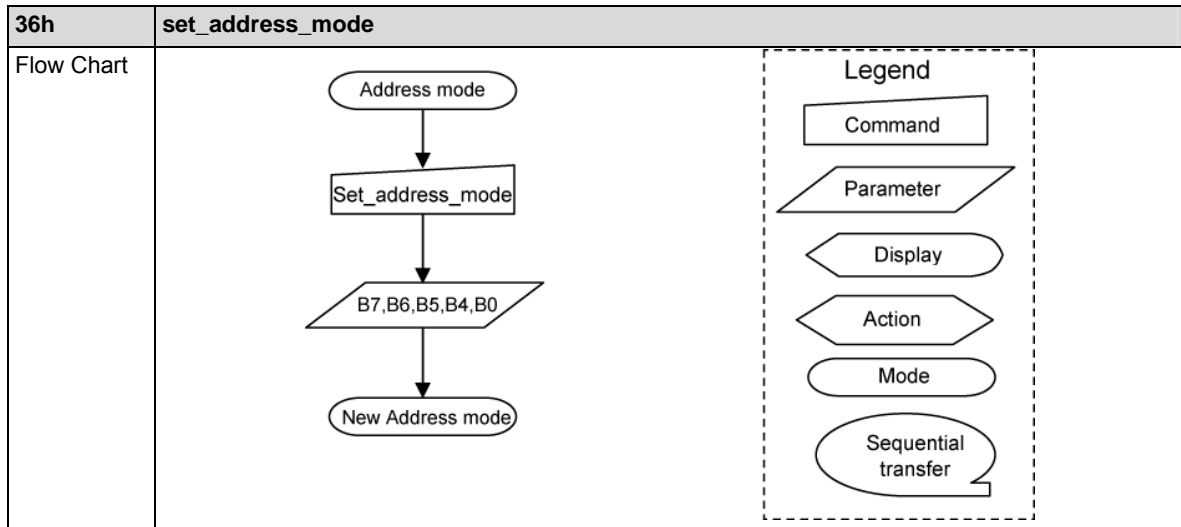 36h set_address_mode
Flow Chart
Address mode
Set_address_mode
B7,B6,B5,B4,B0
New Address mode
Legend
Command
Parameter
Display
Action
Mode
Sequential
transfer